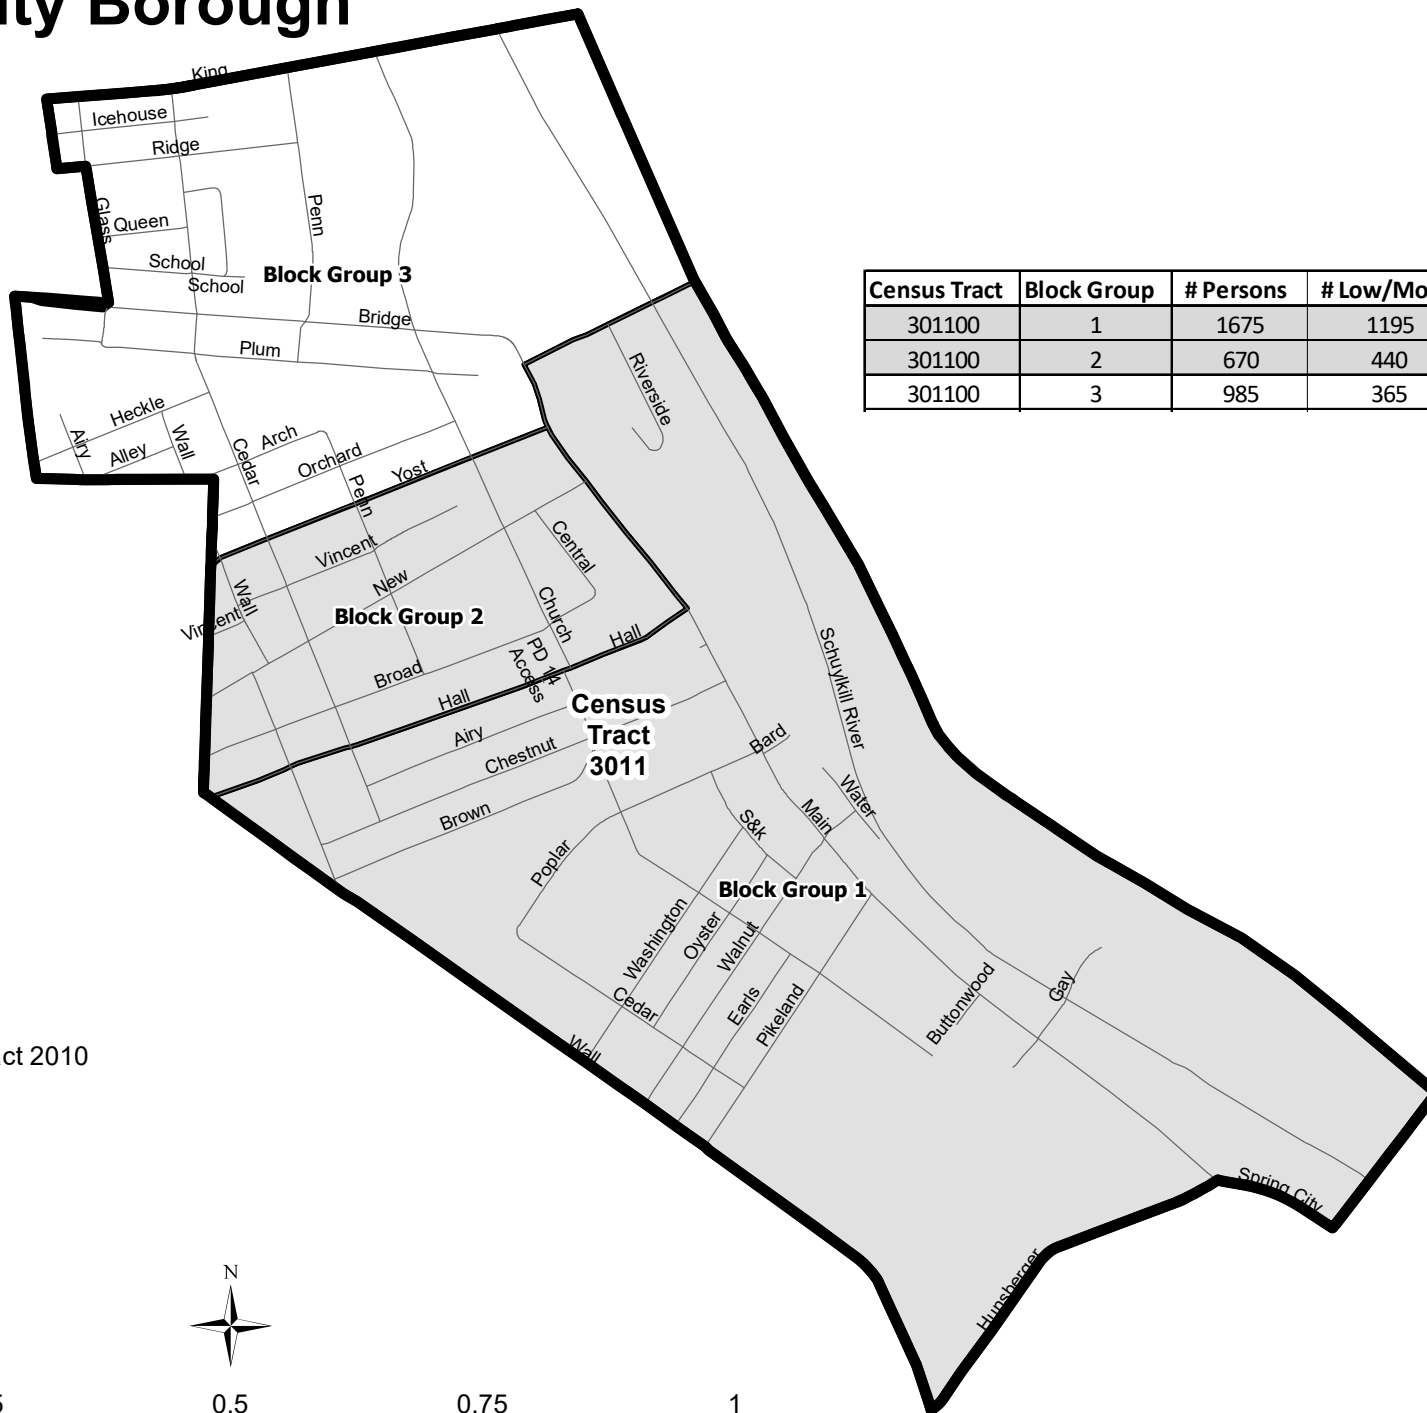 ity Borough
King
Icehouse
Ridge
Glass
Queen
Penn
School
School
Block Group 3
Bridge
Plum
Riverside
Census Tract Block Group # Persons # Low/Mo
301100 1 1675 1195
301100 2 670 440
301100 3 985 365
Heckle
Airy
Alley
Wall
Cedar
Arch
Orchard
Yost
Penn
Vincent
Central
New
Wall
Vincent
Block Group 2
Church
Hall
PD 14
Access
Broad
Hall
Schuylkill River
Census
Tract
3011
Airy
Chestnut
Bard
Brown
Water
Main
S&k
Poplar
Block Group 1
Washington
Oyster
Walnut
Cedar
Earls
Pikeland
Buttonwood
Gay
Wall
act 2010
Spring City
Hunsberger
N
5 0.5 0.75 1